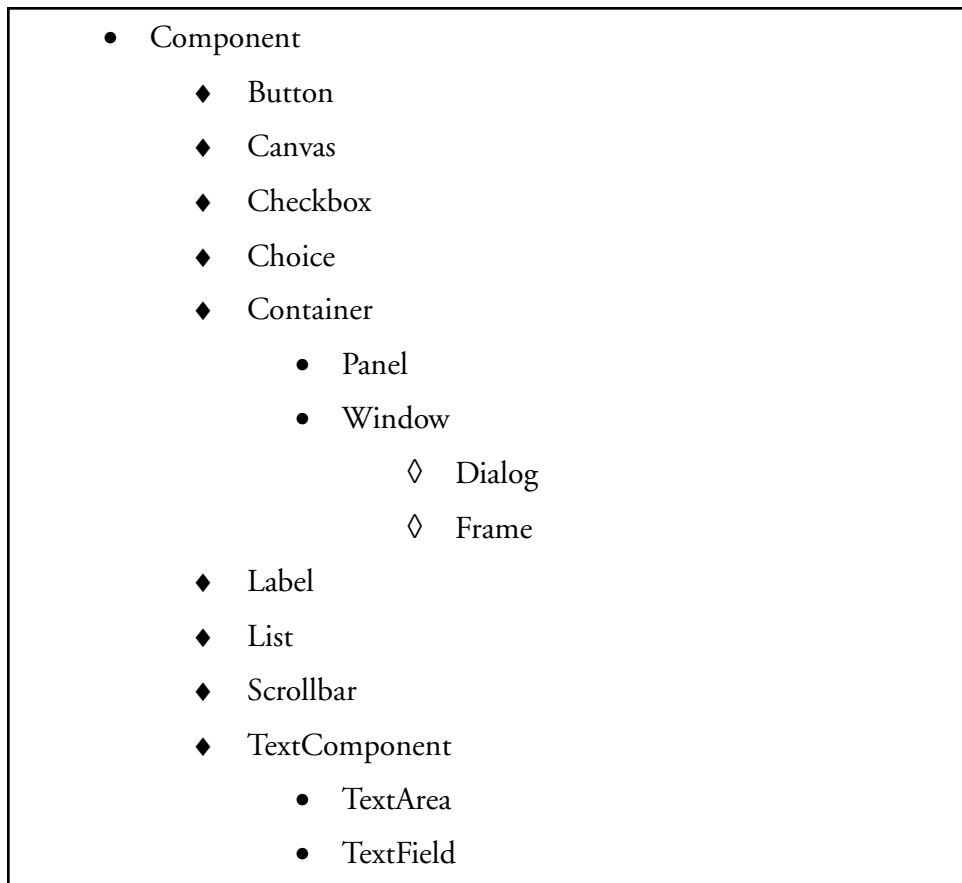 • Component
♦ Button
♦ Canvas
♦ Checkbox
♦ Choice
♦ Container
• Panel
• Window
◊ Dialog
◊ Frame
♦ Label
♦ List
♦ Scrollbar
♦ TextComponent
• TextArea
• TextField